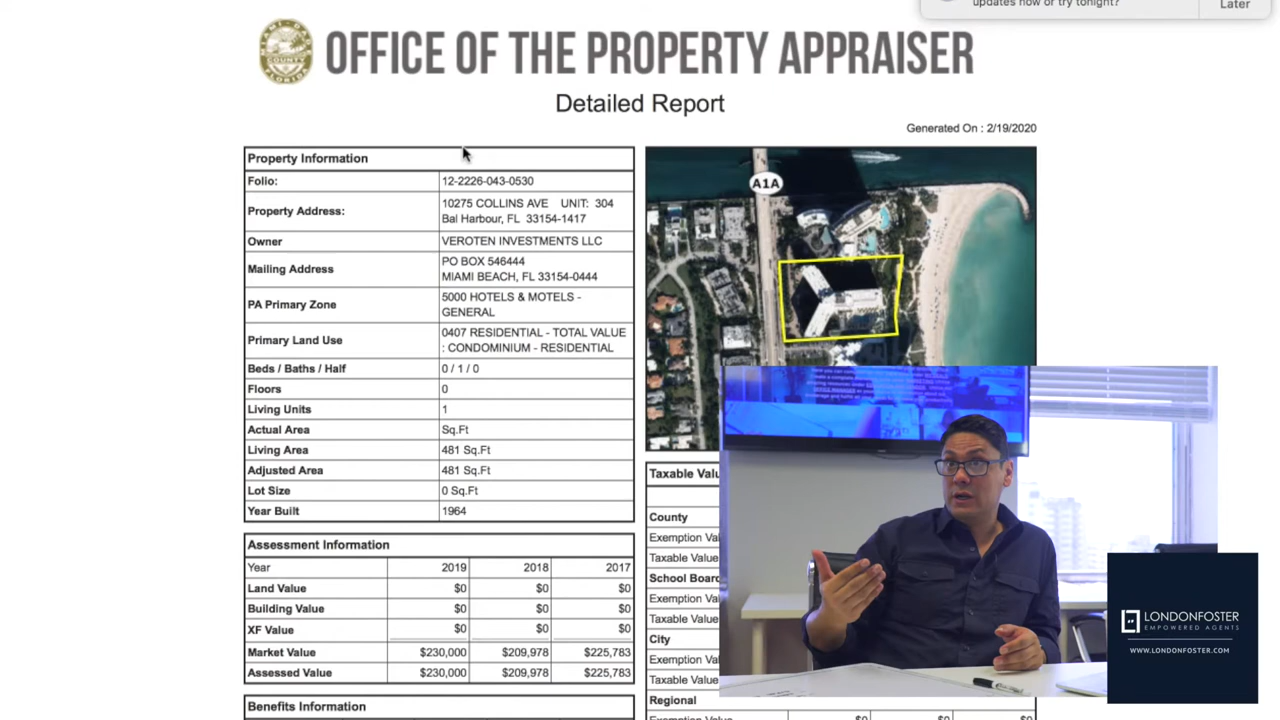 updates now or try tonight?
Later
OFFICE OF THE PROPERTY APPRAISER
Detailed Report
Generated On : 2/19/2020
Property Information
Folio: 12-2226-043-0530
Property Address: 10275 COLLINS AVE UNIT: 304
Bal Harbour, FL 33154-1417
Owner VEROTEN INVESTMENTS LLC
Mailing Address PO BOX 546444
MIAMI BEACH, FL 33154-0444
PA Primary Zone 5000 HOTELS & MOTELS -
GENERAL
Primary Land Use 0407 RESIDENTIAL - TOTAL VALUE
: CONDOMINIUM - RESIDENTIAL
Beds / Baths / Half 0 / 1 / 0
Floors 0
Living Units 1
Actual Area Sq.Ft
Living Area 481 Sq.Ft
Adjusted Area 481 Sq.Ft
Lot Size 0 Sq.Ft
Year Built 1964
Assessment Information
Year 2019 2018 2017
Land Value $0 $0 $0
Building Value $0 $0 $0
XF Value $0 $0 $0
Market Value $230,000 $209,978 $225,783
Assessed Value $230,000 $209,978 $225,783
Benefits Information
A1A
Taxable Valu
County
Exemption Val
Taxable Value
School Board
Exemption Val
Taxable Value
City
Exemption Val
Taxable Value
Regional
Exemption Value $0 $0 $0
LONDONFOSTER
EMPOWERED AGENTS
WWW.LONDONFOSTER.COM